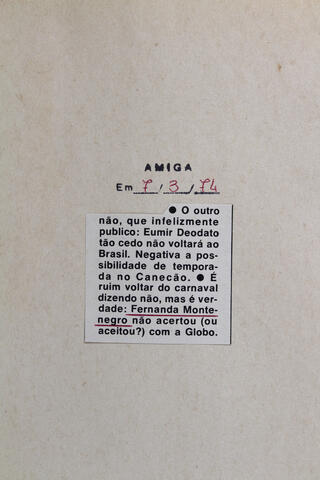 AMIGA
Em 7 / 3 / 74
● O outro
não, que infelizmente
publico: Eumir Deodato
tão cedo não voltará ao
Brasil. Negativa a pos-
sibilidade de tempora-
da no Canecão. ● É
ruim voltar do carnaval
dizendo não, mas é ver-
dade: Fernanda Monte-
negro não acertou (ou
aceitou?) com a Globo.